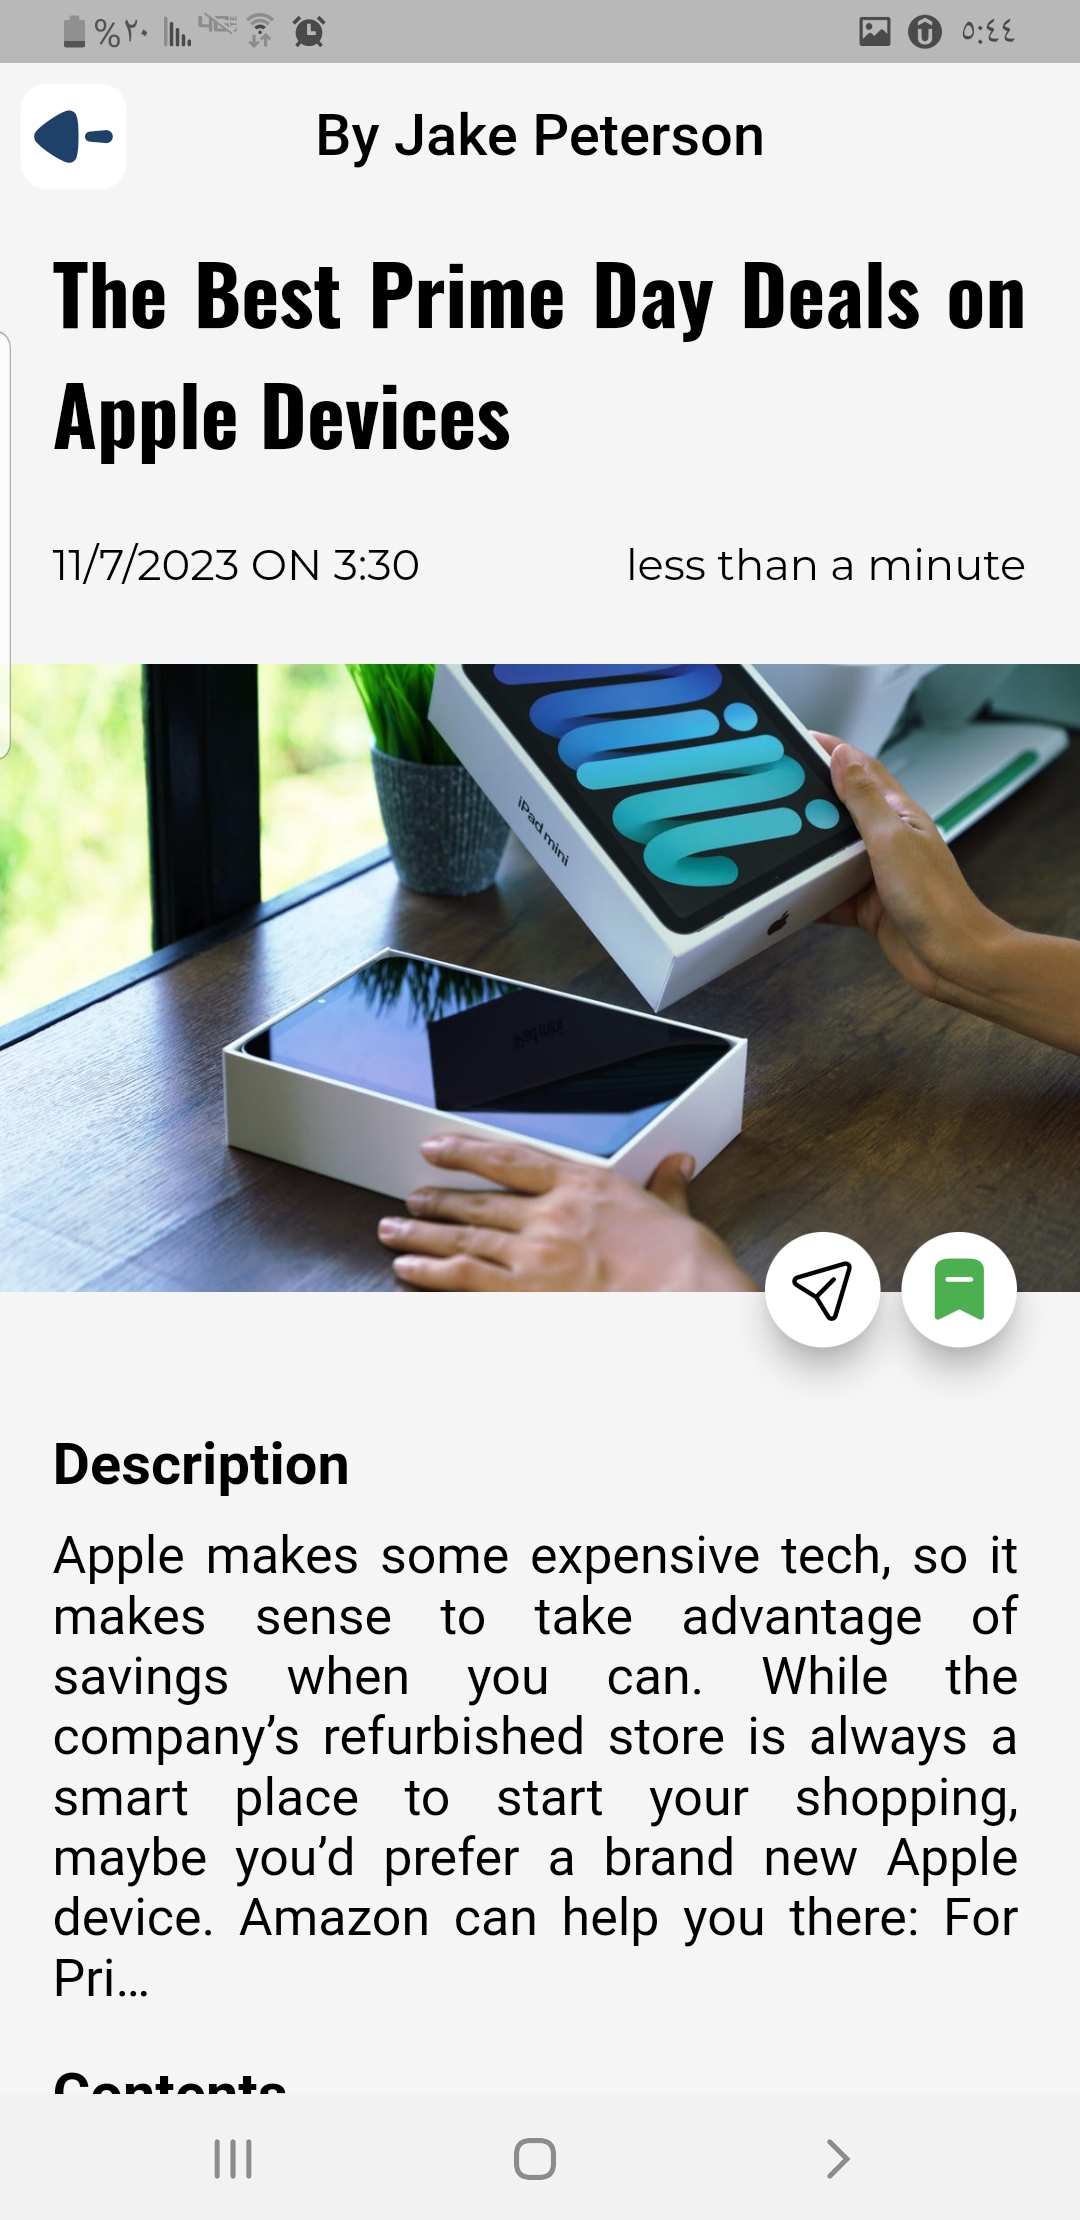 %٢٠ ٥:٤٤
By Jake Peterson
The Best Prime Day Deals on
Apple Devices
11/7/2023 ON 3:30 less than a minute
iPad mini
Description
Apple makes some expensive tech, so it
makes sense to take advantage of
savings when you can. While the
company’s refurbished store is always a
smart place to start your shopping,
maybe you’d prefer a brand new Apple
device. Amazon can help you there: For
Pri…
Contents